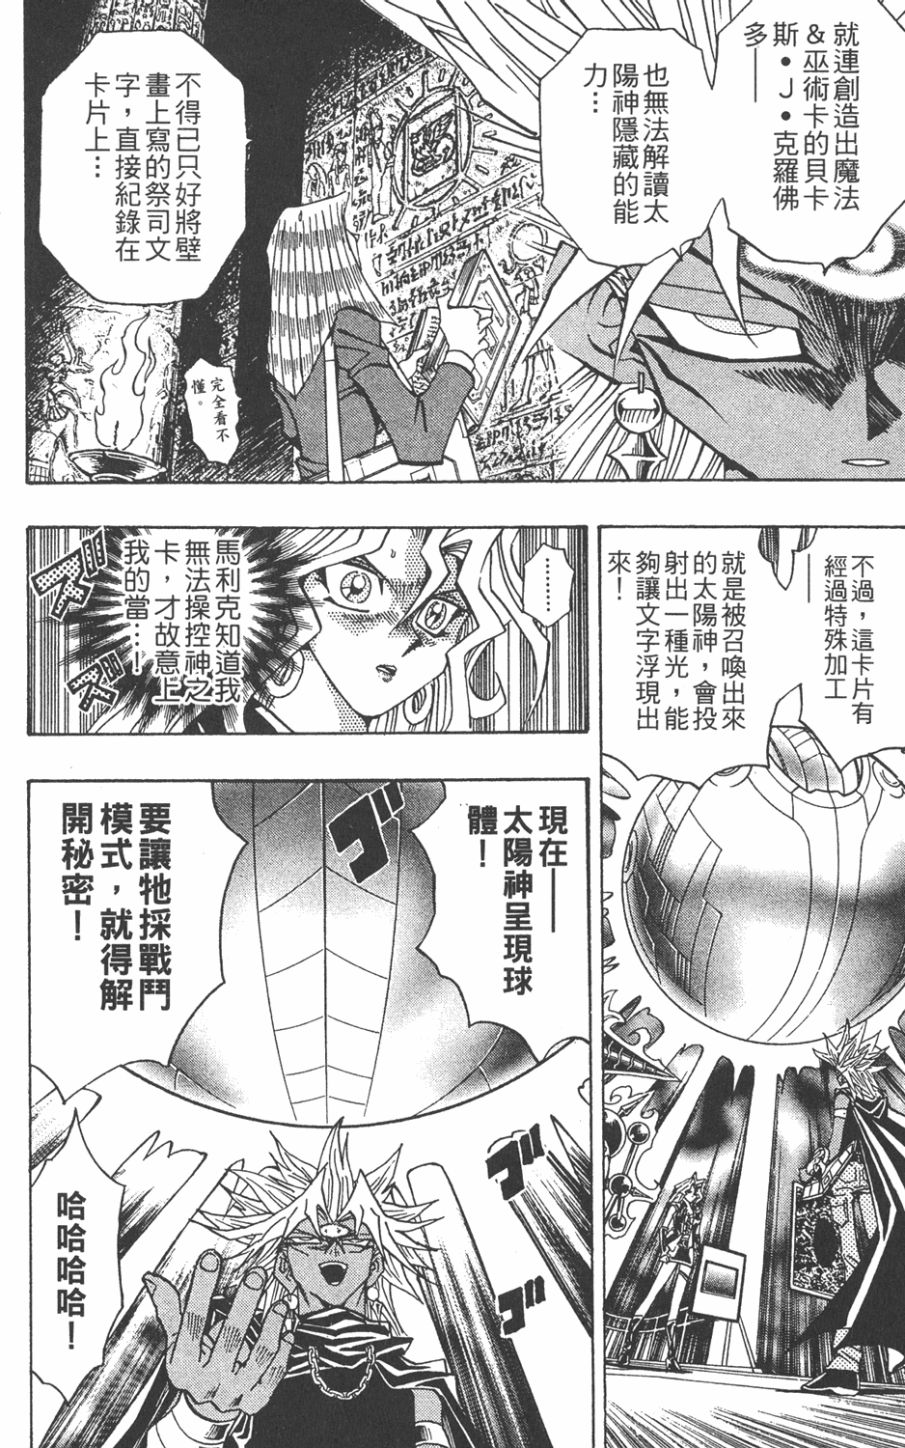 就連創造出魔法
&巫術卡的貝卡
斯•J•克羅佛
多——
也無法解讀太
陽神隱藏的能
力…
不得已只好將壁
畫上寫的祭司文
字，直接紀錄在
卡片上…
完全看不
懂。
不過，這卡片有
經過特殊加工
就是被召喚出來
的太陽神，會投
射出一種光，能
夠讓文字浮現出
來！
………
馬利克知道我
無法操控神之
卡，才故意上
我的當…！
現在——
太陽神呈現球
體！
要讓牠採戰鬥
模式，就得解
開秘密！
哈哈哈哈！